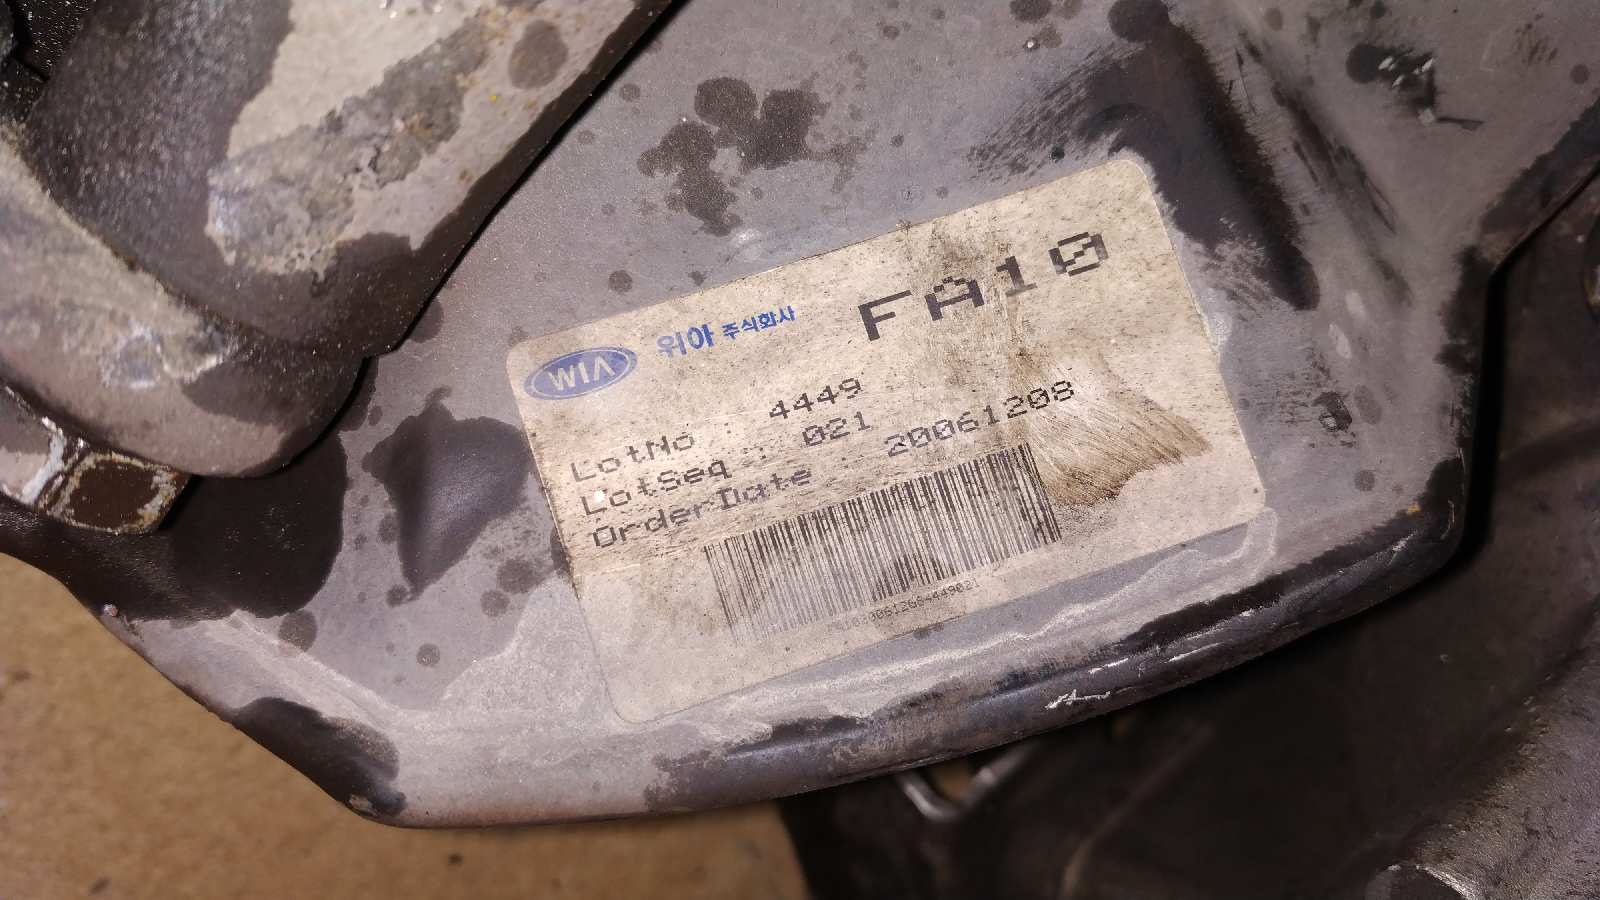 WIA 위아 주식회사 FA10
LotNo : 4449
LotSeq : 021
OrderDate : 20061208